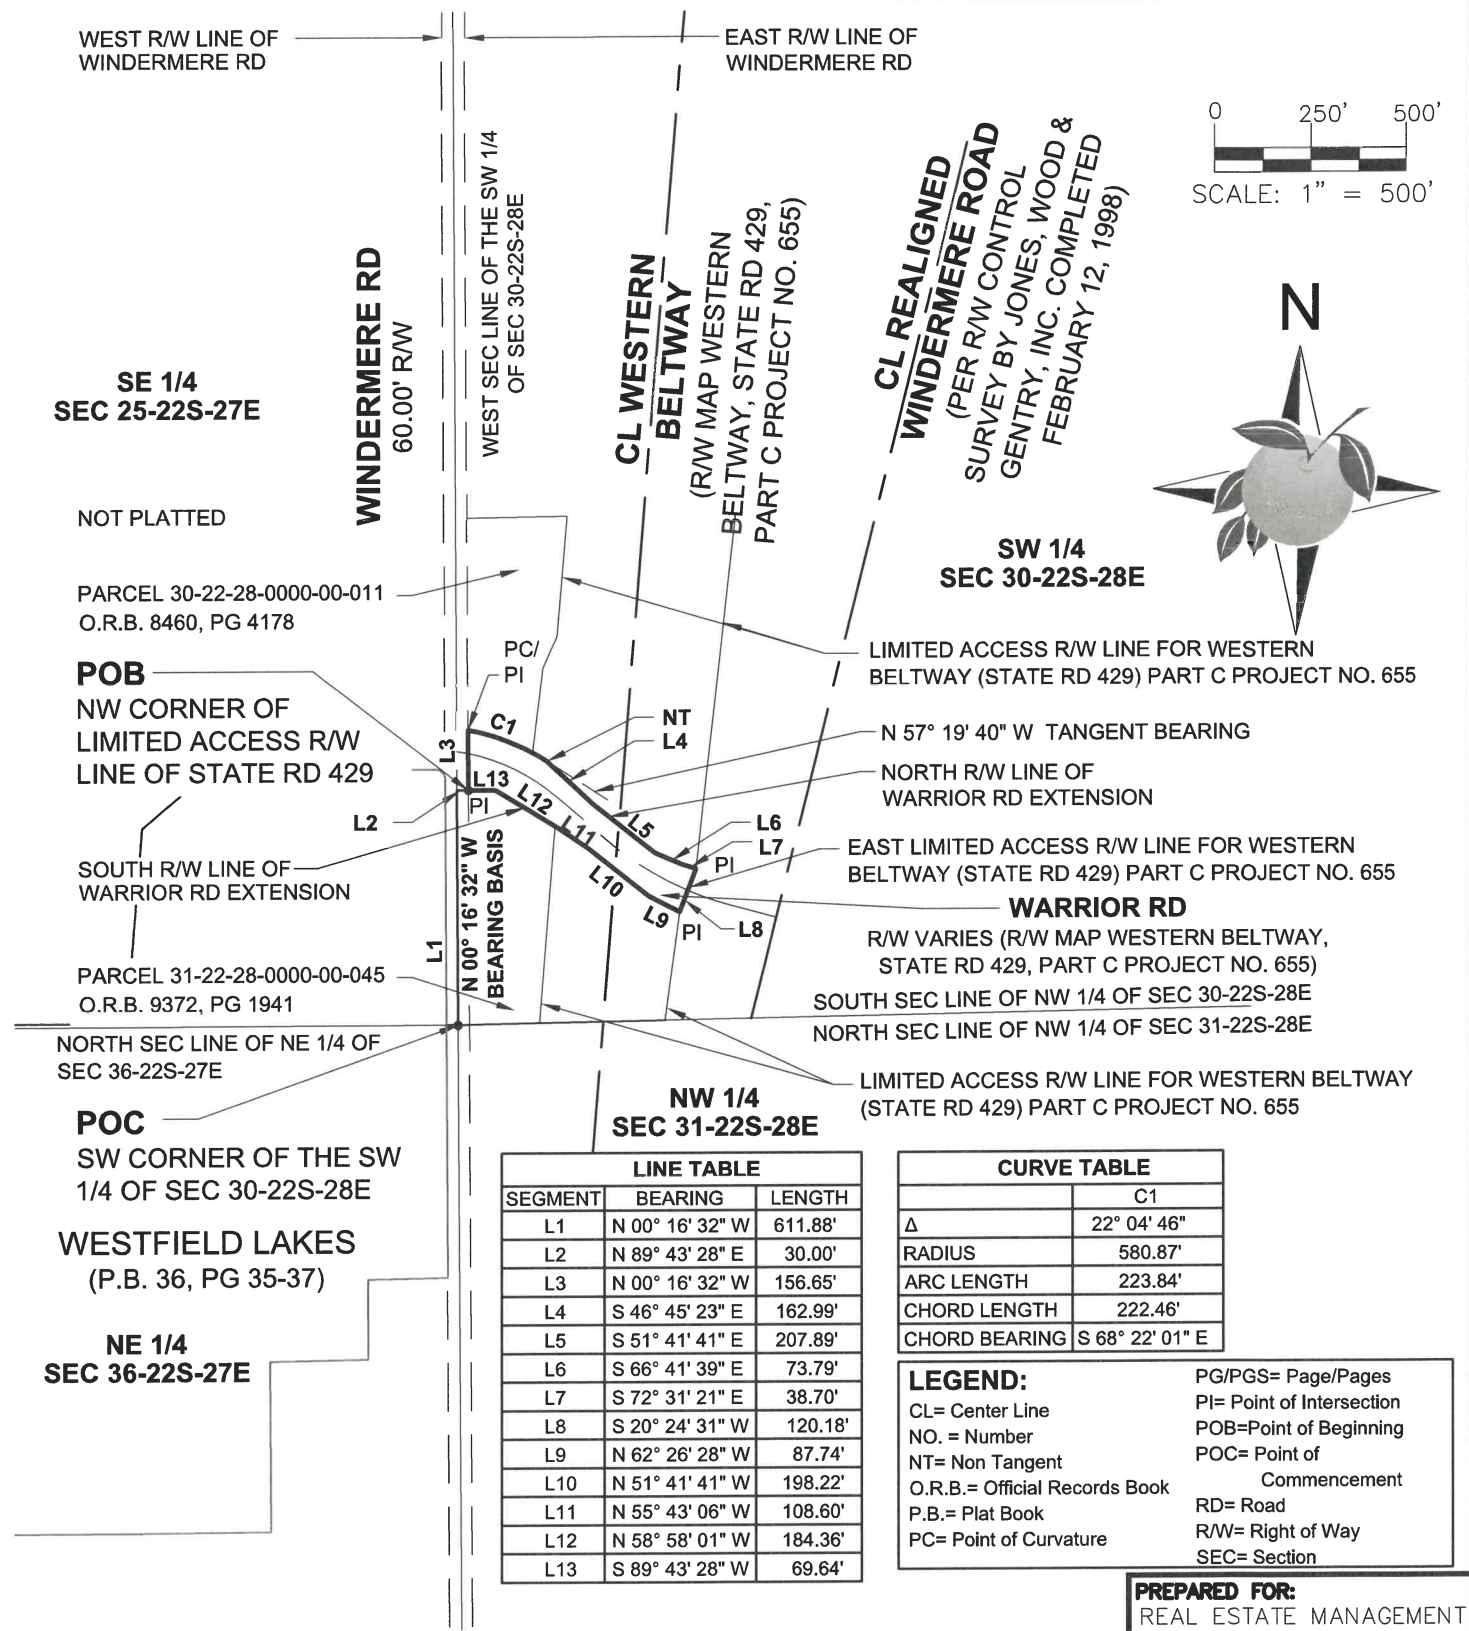 WEST R/W LINE OF
WINDERMERE RD
EAST R/W LINE OF
WINDERMERE RD
0 250' 500'
SCALE: 1" = 500'
N
WINDERMERE RD
60.00' R/W
WEST SEC LINE OF THE SW 1/4
OF SEC 30-22S-28E
CL WESTERN
BELTWAY
(R/W MAP WESTERN
BELTWAY, STATE RD 429,
PART C PROJECT NO. 655)
CL REALIGNED
WINDERMERE ROAD
(PER R/W CONTROL
SURVEY BY JONES, WOOD &
GENTRY, INC. COMPLETED
FEBRUARY 12, 1998)
SE 1/4
SEC 25-22S-27E
NOT PLATTED
SW 1/4
SEC 30-22S-28E
PARCEL 30-22-28-0000-00-011
O.R.B. 8460, PG 4178
PC/
PI
LIMITED ACCESS R/W LINE FOR WESTERN
BELTWAY (STATE RD 429) PART C PROJECT NO. 655
POB
NW CORNER OF
LIMITED ACCESS R/W
LINE OF STATE RD 429
C1
NT
L4
L3
N 57° 19' 40" W TANGENT BEARING
NORTH R/W LINE OF
WARRIOR RD EXTENSION
L13
PI
L12
L11
L5
L2
L6
L7
PI
EAST LIMITED ACCESS R/W LINE FOR WESTERN
BELTWAY (STATE RD 429) PART C PROJECT NO. 655
SOUTH R/W LINE OF
WARRIOR RD EXTENSION
L10
L9
PI
L8
WARRIOR RD
R/W VARIES (R/W MAP WESTERN BELTWAY,
STATE RD 429, PART C PROJECT NO. 655)
L1
N 00° 16' 32" W
BEARING BASIS
PARCEL 31-22-28-0000-00-045
O.R.B. 9372, PG 1941
SOUTH SEC LINE OF NW 1/4 OF SEC 30-22S-28E
NORTH SEC LINE OF NW 1/4 OF SEC 31-22S-28E
NORTH SEC LINE OF NE 1/4 OF
SEC 36-22S-27E
LIMITED ACCESS R/W LINE FOR WESTERN BELTWAY
(STATE RD 429) PART C PROJECT NO. 655
NW 1/4
SEC 31-22S-28E
POC
SW CORNER OF THE SW
1/4 OF SEC 30-22S-28E
WESTFIELD LAKES
(P.B. 36, PG 35-37)
NE 1/4
SEC 36-22S-27E
LINE TABLE
SEGMENT BEARING LENGTH
L1 N 00° 16' 32" W 611.88'
L2 N 89° 43' 28" E 30.00'
L3 N 00° 16' 32" W 156.65'
L4 S 46° 45' 23" E 162.99'
L5 S 51° 41' 41" E 207.89'
L6 S 66° 41' 39" E 73.79'
L7 S 72° 31' 21" E 38.70'
L8 S 20° 24' 31" W 120.18'
L9 N 62° 26' 28" W 87.74'
L10 N 51° 41' 41" W 198.22'
L11 N 55° 43' 06" W 108.60'
L12 N 58° 58' 01" W 184.36'
L13 S 89° 43' 28" W 69.64'
CURVE TABLE
C1
Δ 22° 04' 46"
RADIUS 580.87'
ARC LENGTH 223.84'
CHORD LENGTH 222.46'
CHORD BEARING S 68° 22' 01" E
LEGEND:
CL= Center Line
NO. = Number
NT= Non Tangent
O.R.B.= Official Records Book
P.B.= Plat Book
PC= Point of Curvature
PG/PGS= Page/Pages
PI= Point of Intersection
POB=Point of Beginning
POC= Point of
Commencement
RD= Road
R/W= Right of Way
SEC= Section
PREPARED FOR:
REAL ESTATE MANAGEMENT